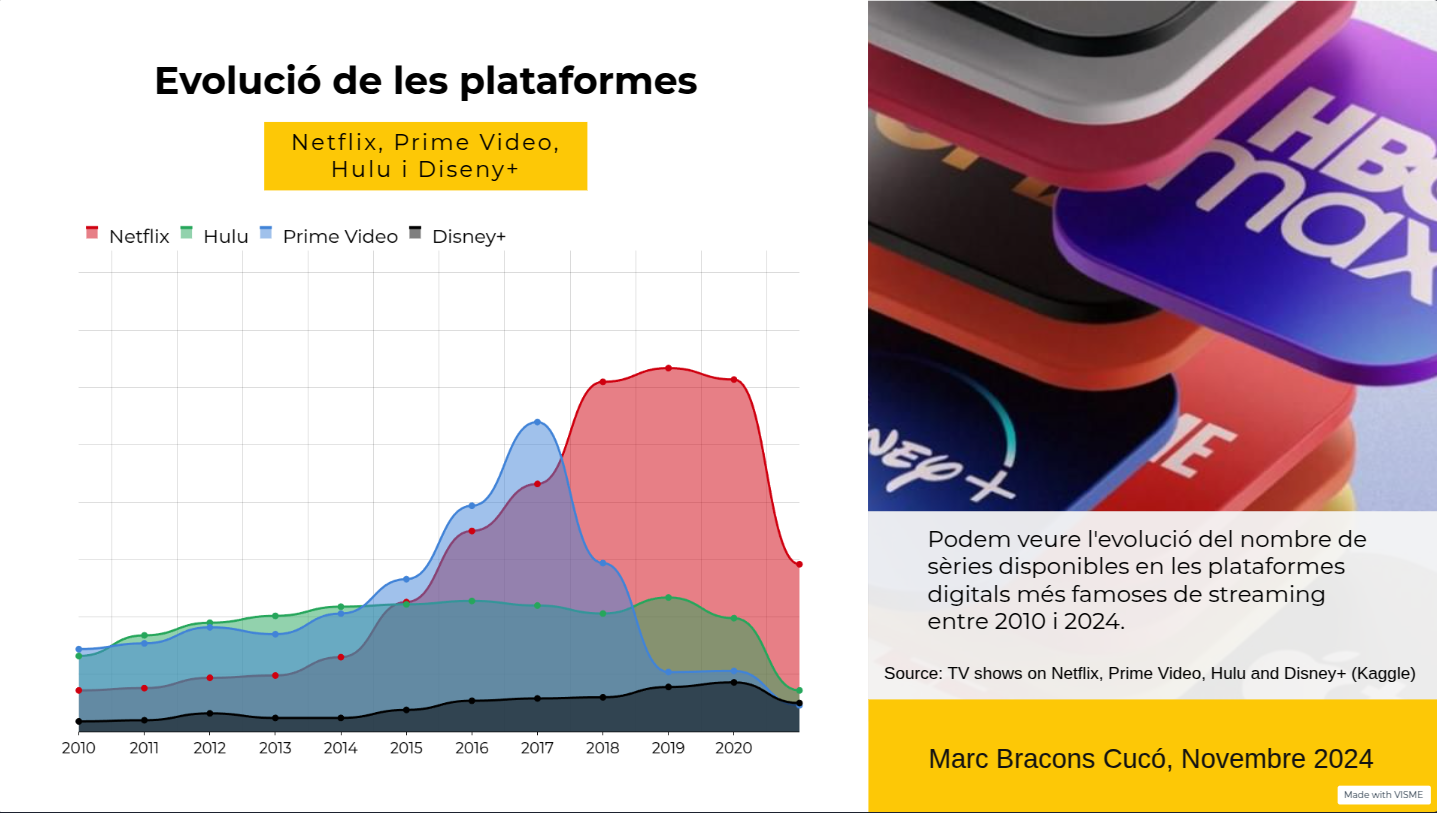 Evolució de les plataformes
Netflix, Prime Video,
Hulu i Diseny+
Netflix Hulu Prime Video Disney+
2010 2011 2012 2013 2014 2015 2016 2017 2018 2019 2020
HBO
max
NEY+
ME
Podem veure l'evolució del nombre de
sèries disponibles en les plataformes
digitals més famoses de streaming
entre 2010 i 2024.
Source: TV shows on Netflix, Prime Video, Hulu and Disney+ (Kaggle)
Marc Bracons Cucó, Novembre 2024
Made with VISME